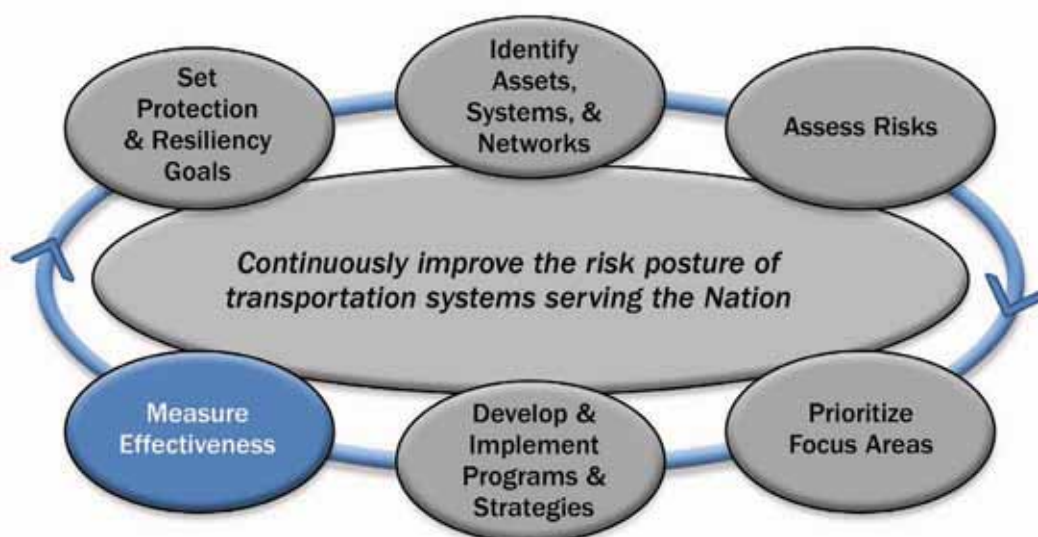 Set
Protection
& Resiliency
Goals
Identify
Assets,
Systems, &
Networks
Assess Risks
Continuously improve the risk posture of
transportation systems serving the Nation
Measure
Effectiveness
Develop &
Implement
Programs &
Strategies
Prioritize
Focus Areas